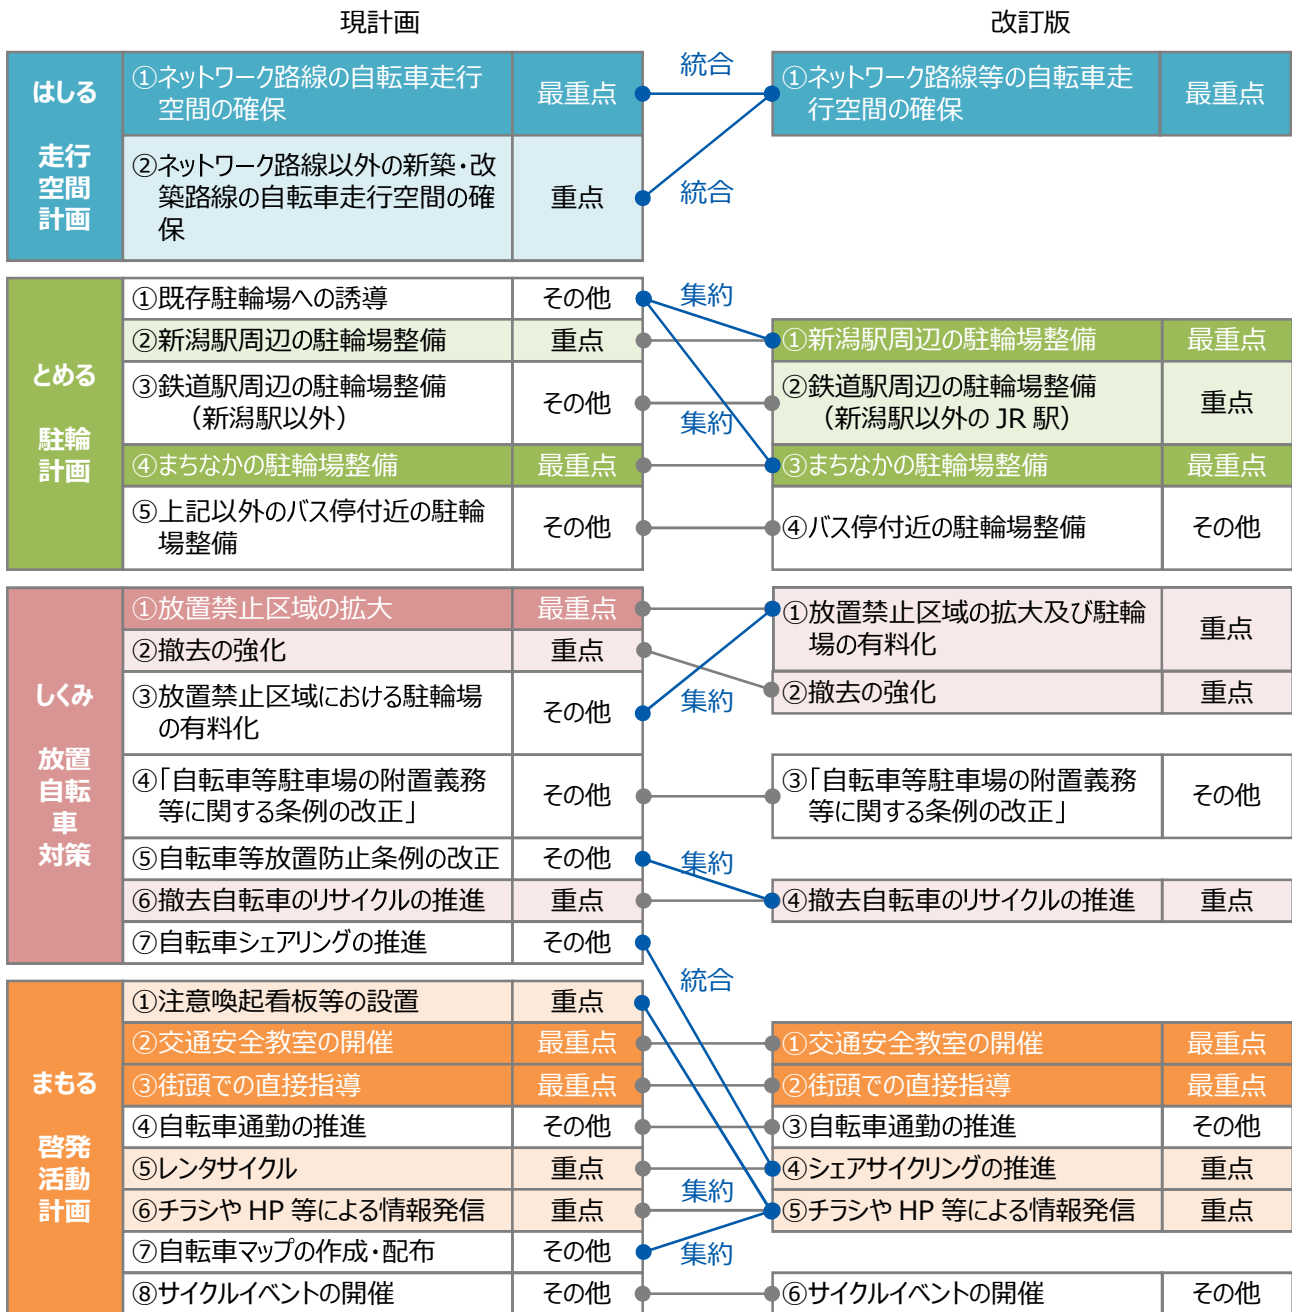 現計画
改訂版
はしる
走行
空間
計画
①ネットワーク路線の自転車走行
空間の確保
最重点
統合
①ネットワーク路線等の自転車走
行空間の確保
最重点
②ネットワーク路線以外の新築・改
築路線の自転車走行空間の確
保
重点
統合
とめる
駐輪
計画
①既存駐輪場への誘導
その他
集約
②新潟駅周辺の駐輪場整備
重点
①新潟駅周辺の駐輪場整備
最重点
③鉄道駅周辺の駐輪場整備
（新潟駅以外）
その他
集約
②鉄道駅周辺の駐輪場整備
（新潟駅以外の JR 駅）
重点
④まちなかの駐輪場整備
最重点
③まちなかの駐輪場整備
最重点
⑤上記以外のバス停付近の駐輪
場整備
その他
④バス停付近の駐輪場整備
その他
しくみ
放置
自転
車
対策
①放置禁止区域の拡大
最重点
①放置禁止区域の拡大及び駐輪
場の有料化
重点
②撤去の強化
重点
②撤去の強化
重点
③放置禁止区域における駐輪場
の有料化
その他
集約
④「自転車等駐車場の附置義務
等に関する条例の改正」
その他
③「自転車等駐車場の附置義務
等に関する条例の改正」
その他
⑤自転車等放置防止条例の改正
その他
集約
⑥撤去自転車のリサイクルの推進
重点
④撤去自転車のリサイクルの推進
重点
⑦自転車シェアリングの推進
その他
統合
まもる
啓発
活動
計画
①注意喚起看板等の設置
重点
②交通安全教室の開催
最重点
①交通安全教室の開催
最重点
③街頭での直接指導
最重点
②街頭での直接指導
最重点
④自転車通勤の推進
その他
③自転車通勤の推進
その他
⑤レンタサイクル
重点
④シェアサイクリングの推進
重点
集約
⑥チラシや HP 等による情報発信
重点
⑤チラシや HP 等による情報発信
重点
⑦自転車マップの作成・配布
その他
集約
⑧サイクルイベントの開催
その他
⑥サイクルイベントの開催
その他